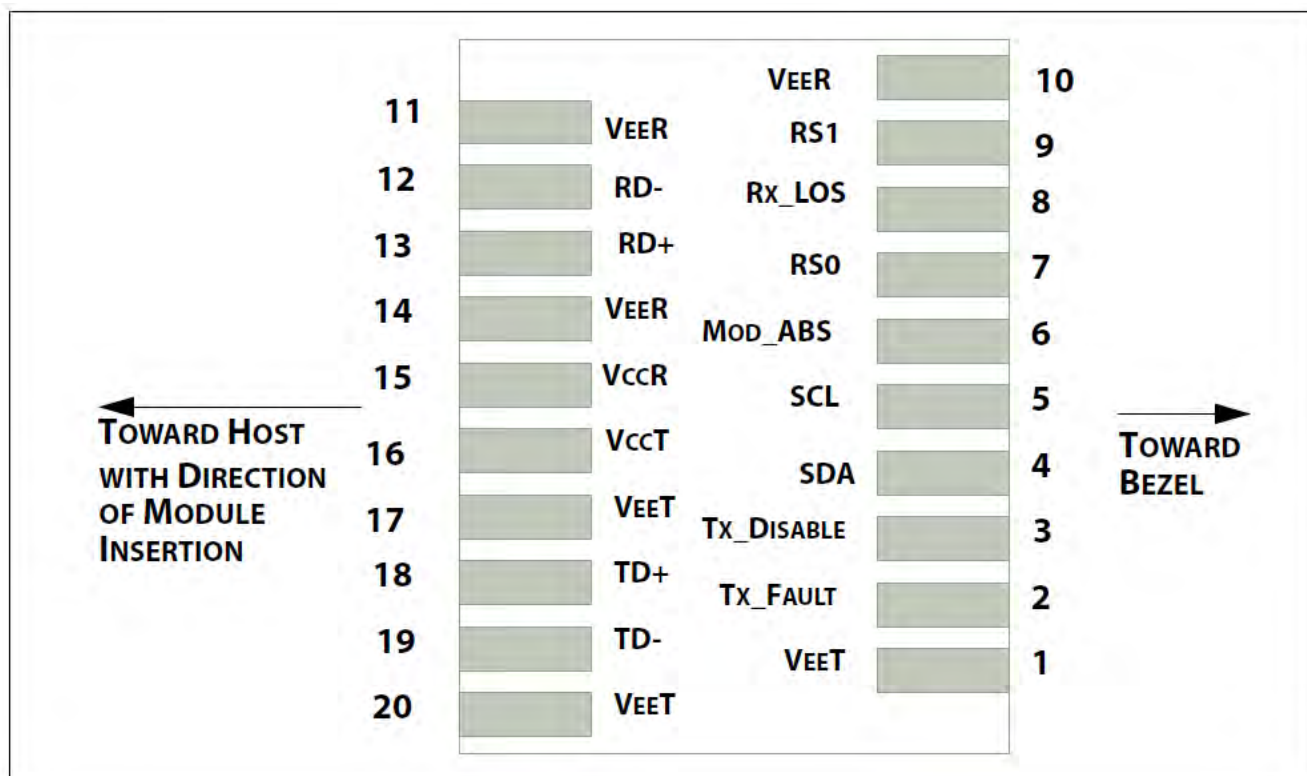 VEER 10
11 VEER
RS1 9
12 RD-
RX_LOS 8
13 RD+
RS0 7
14 VEER
MOD_ABS 6
15 VCCR
SCL 5
TOWARD HOST
WITH DIRECTION
OF MODULE
INSERTION
16 VCCT
TOWARD
BEZEL
SDA 4
17 VEET
TX_DISABLE 3
18 TD+
TX_FAULT 2
19 TD-
VEET 1
20 VEET